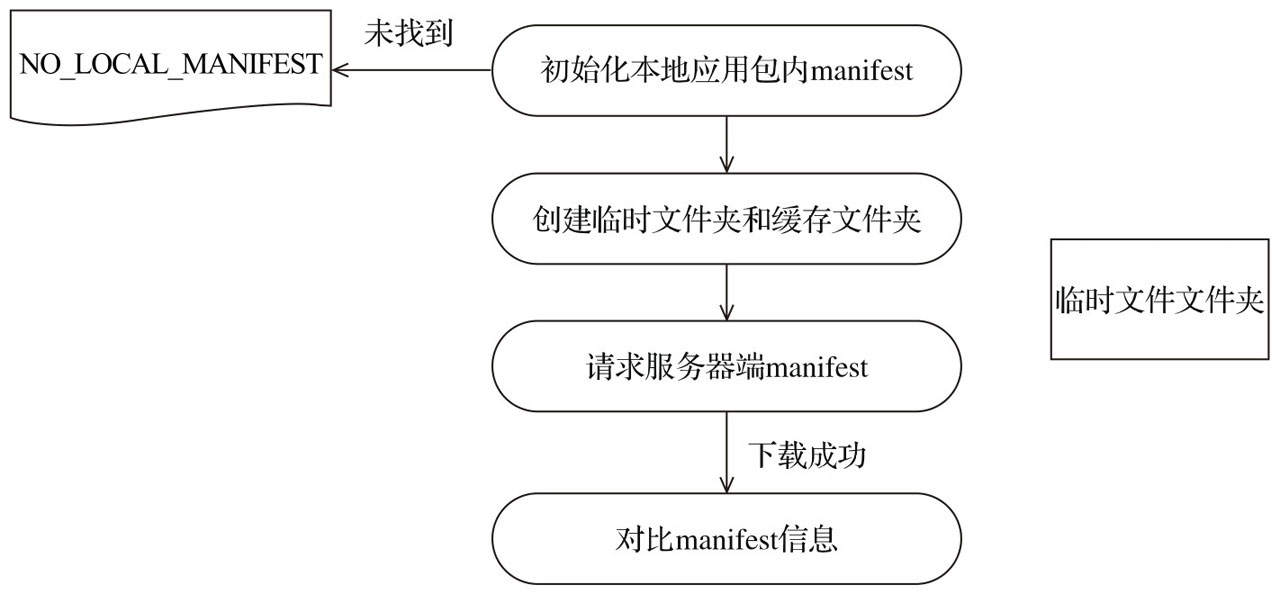 未找到
NO_LOCAL_MANIFEST
初始化本地应用包内manifest
创建临时文件夹和缓存文件夹
临时文件文件夹
请求服务器端manifest
下载成功
对比manifest信息